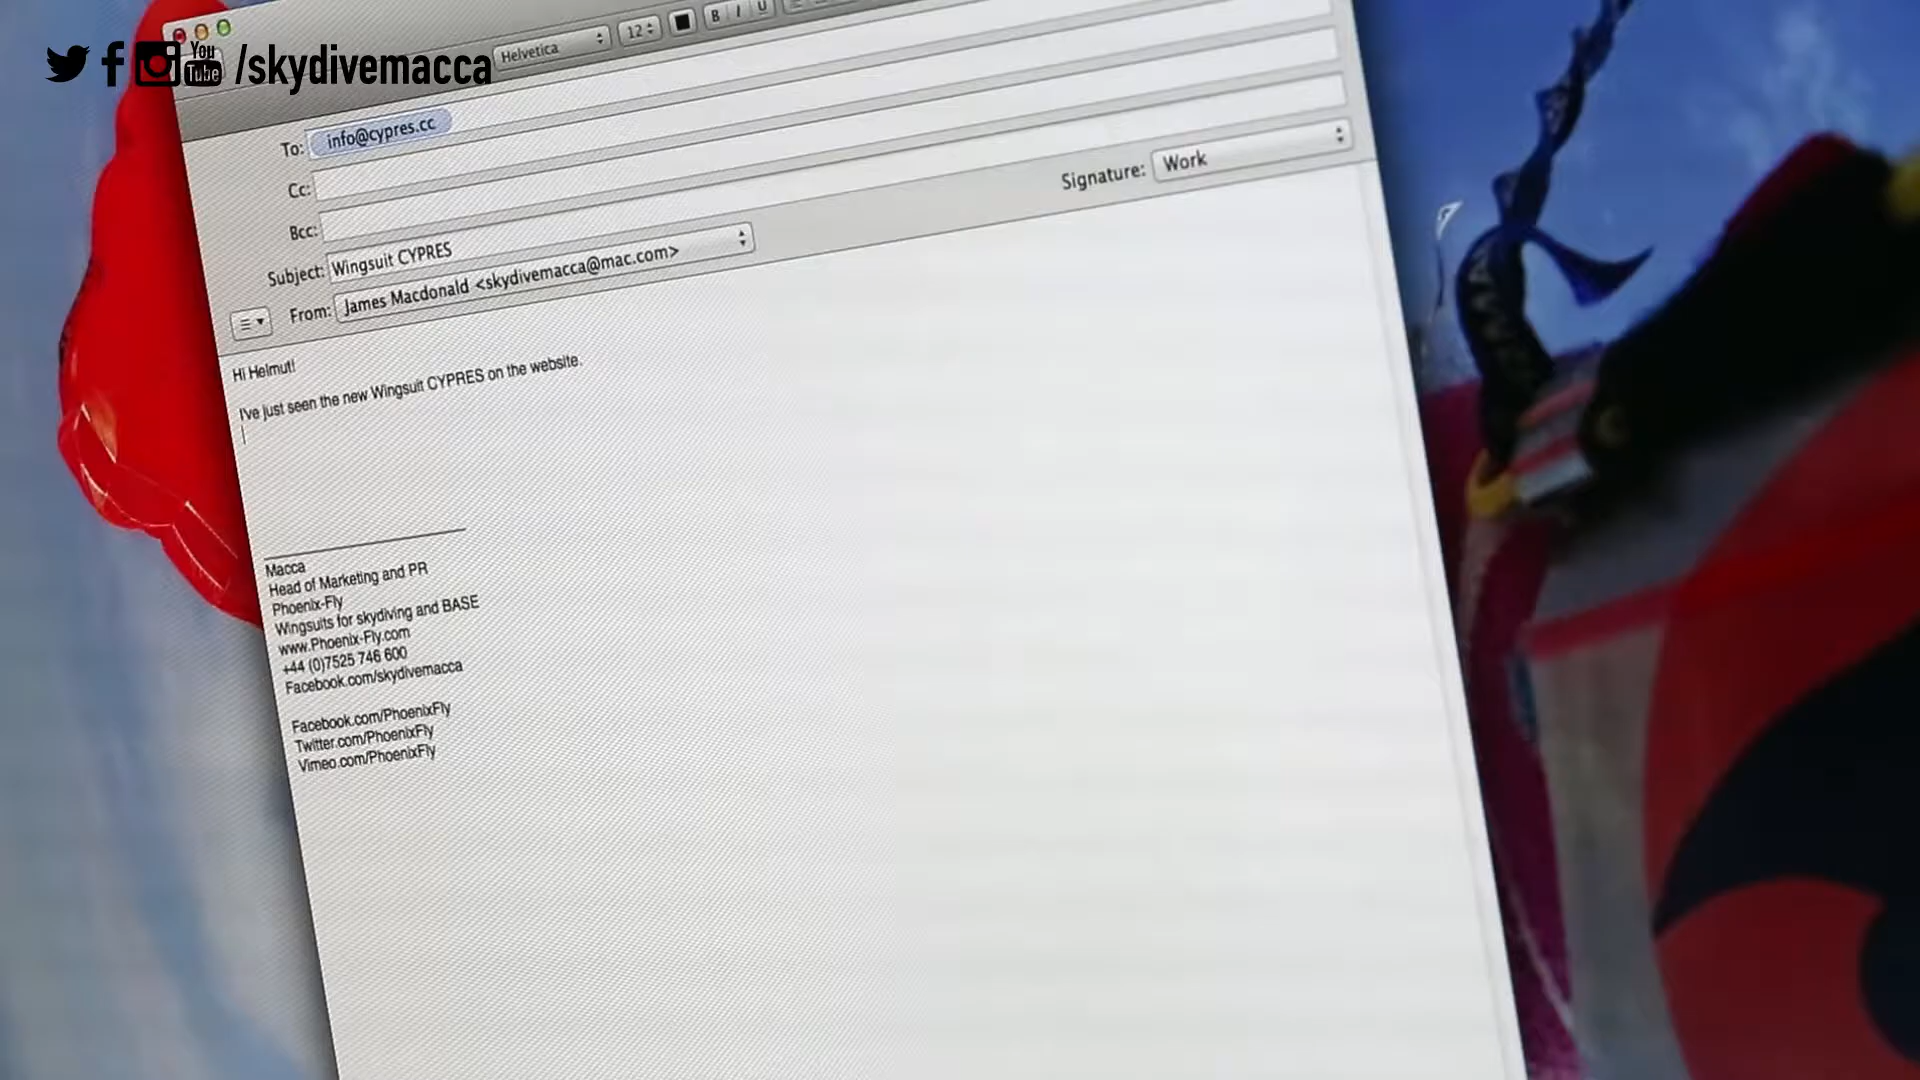 You
Tube
/skydivemacca
Helvetica
12
B I U
To: info@cypres.cc
Cc:
Bcc:
Subject: Wingsuit CYPRES
From: James Macdonald <skydivemacca@mac.com>
Signature: Work
Hi Helmut!
I've just seen the new Wingsuit CYPRES on the website.
Macca
Head of Marketing and PR
Phoenix-Fly
Wingsuits for skydiving and BASE
www.Phoenix-Fly.com
+44 (0)7525 746 600
Facebook.com/skydivemacca
Facebook.com/PhoenixFly
Twitter.com/PhoenixFly
Vimeo.com/PhoenixFly